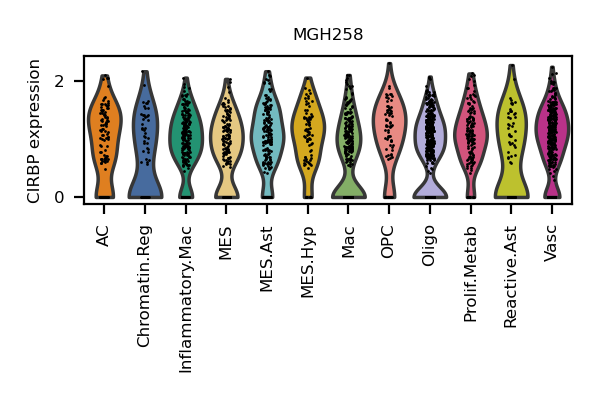 MGH258
CIRBP expression
2
0
AC
Chromatin.Reg
Inflammatory.Mac
MES
MES.Ast
MES.Hyp
Mac
OPC
Oligo
Prolif.Metab
Reactive.Ast
Vasc